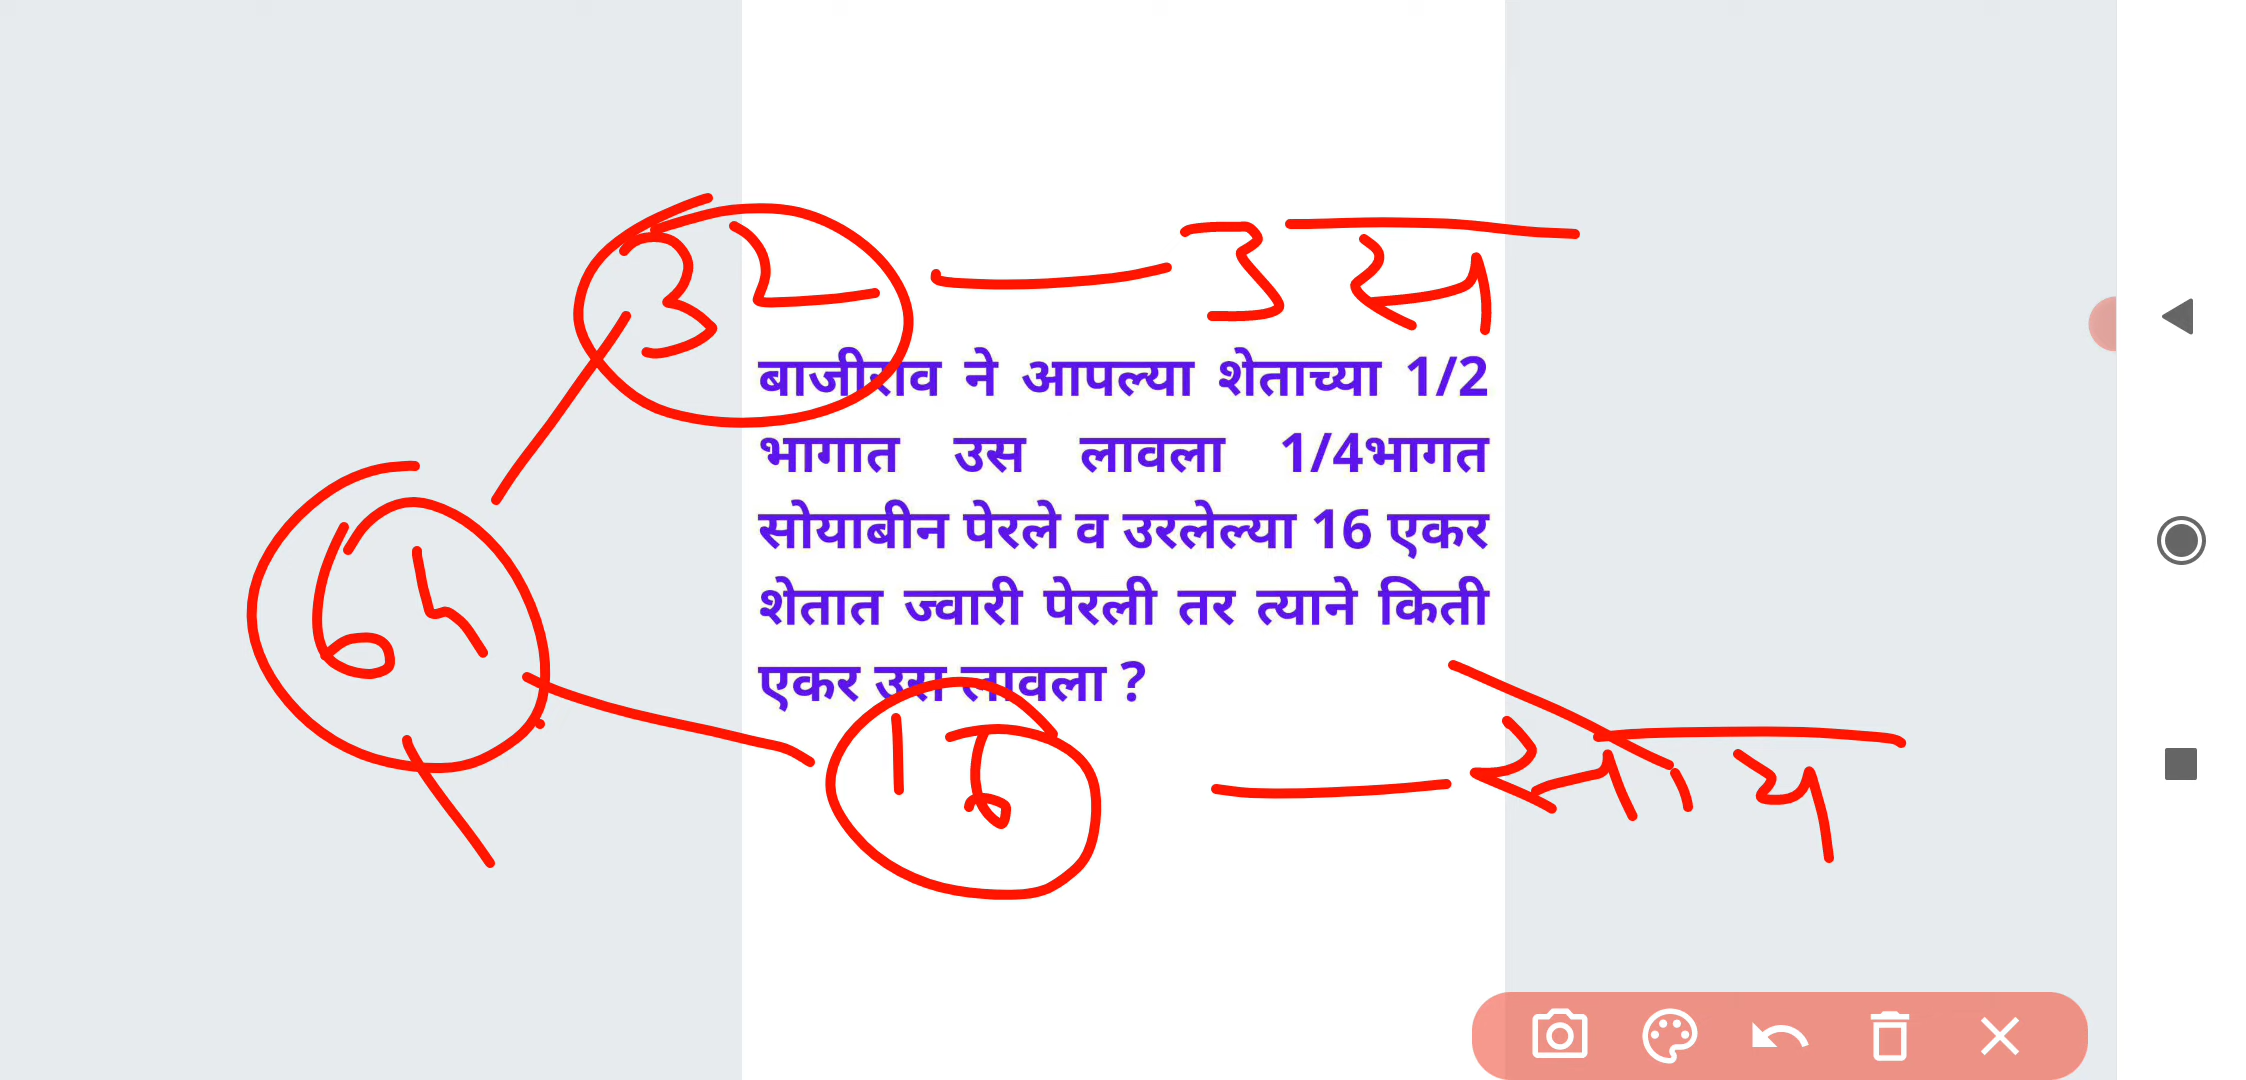 32 — उस
बाजीराव ने आपल्या शेताच्या 1/2
भागात उस लावला 1/4भागत
सोयाबीन पेरले व उरलेल्या 16 एकर
शेतात ज्वारी पेरली तर त्याने किती
एकर उस लावला ?
64
16 — सोय